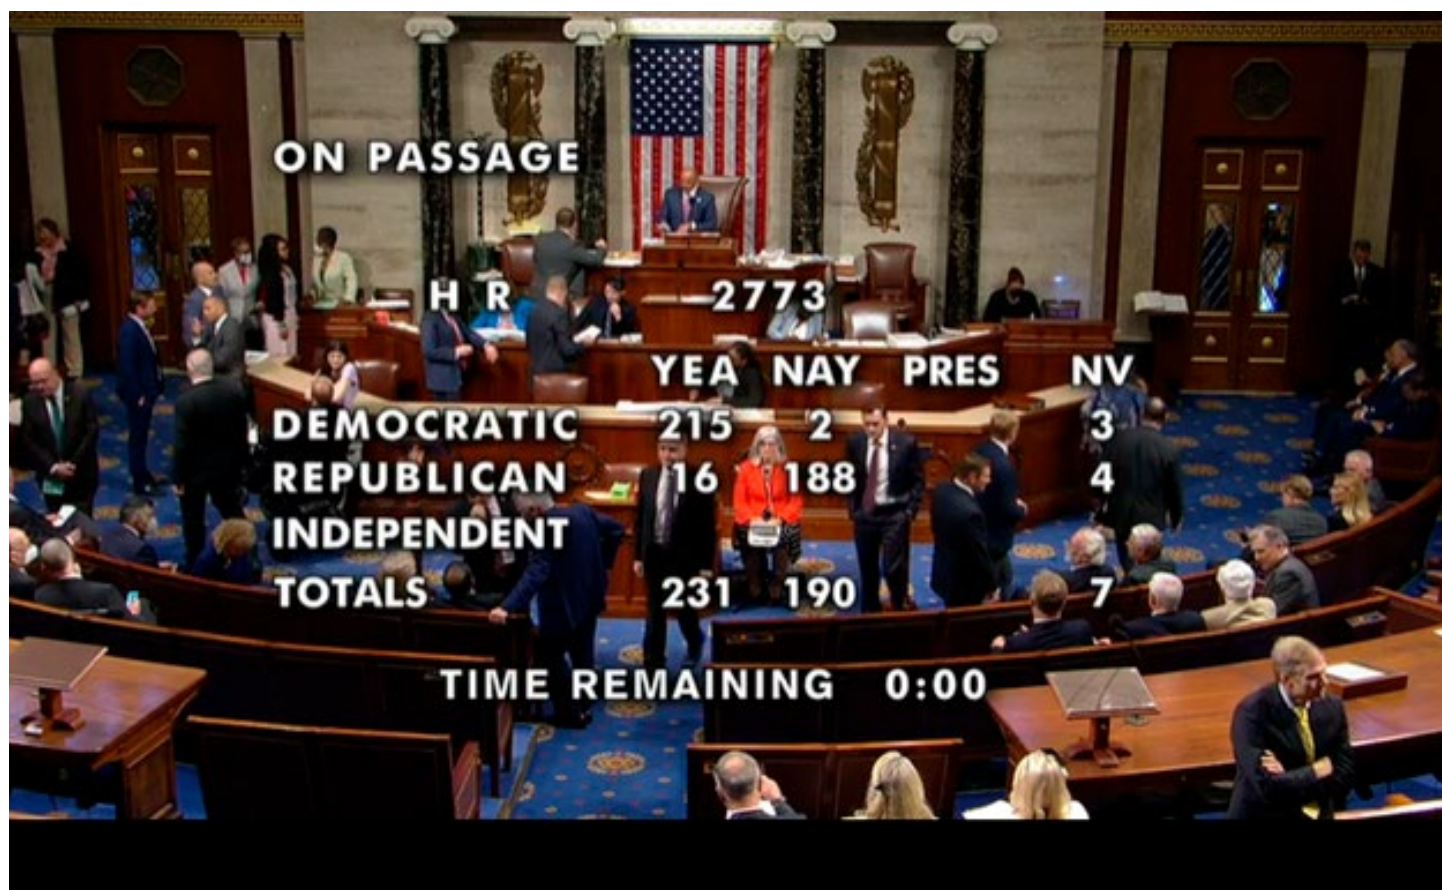 ON PASSAGE
H R 2773
YEA NAY PRES NV
DEMOCRATIC 215 2 3
REPUBLICAN 16 188 4
INDEPENDENT
TOTALS 231 190 7
TIME REMAINING 0:00